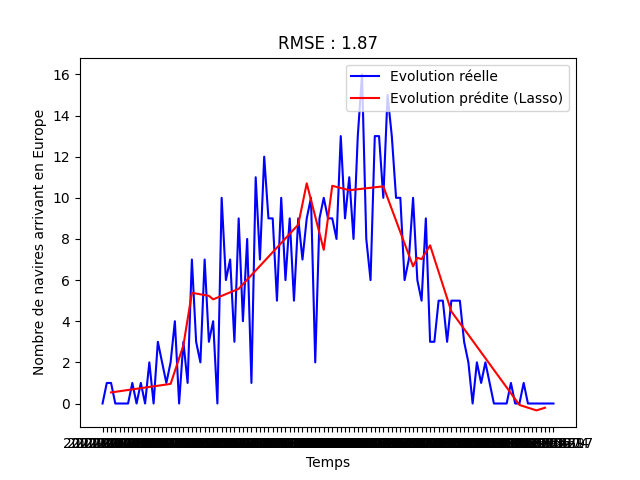 RMSE : 1.87
Evolution réelle
Evolution prédite (Lasso)
16
14
12
10
8
6
4
2
0
Nombre de navires arrivant en Europe
Temps